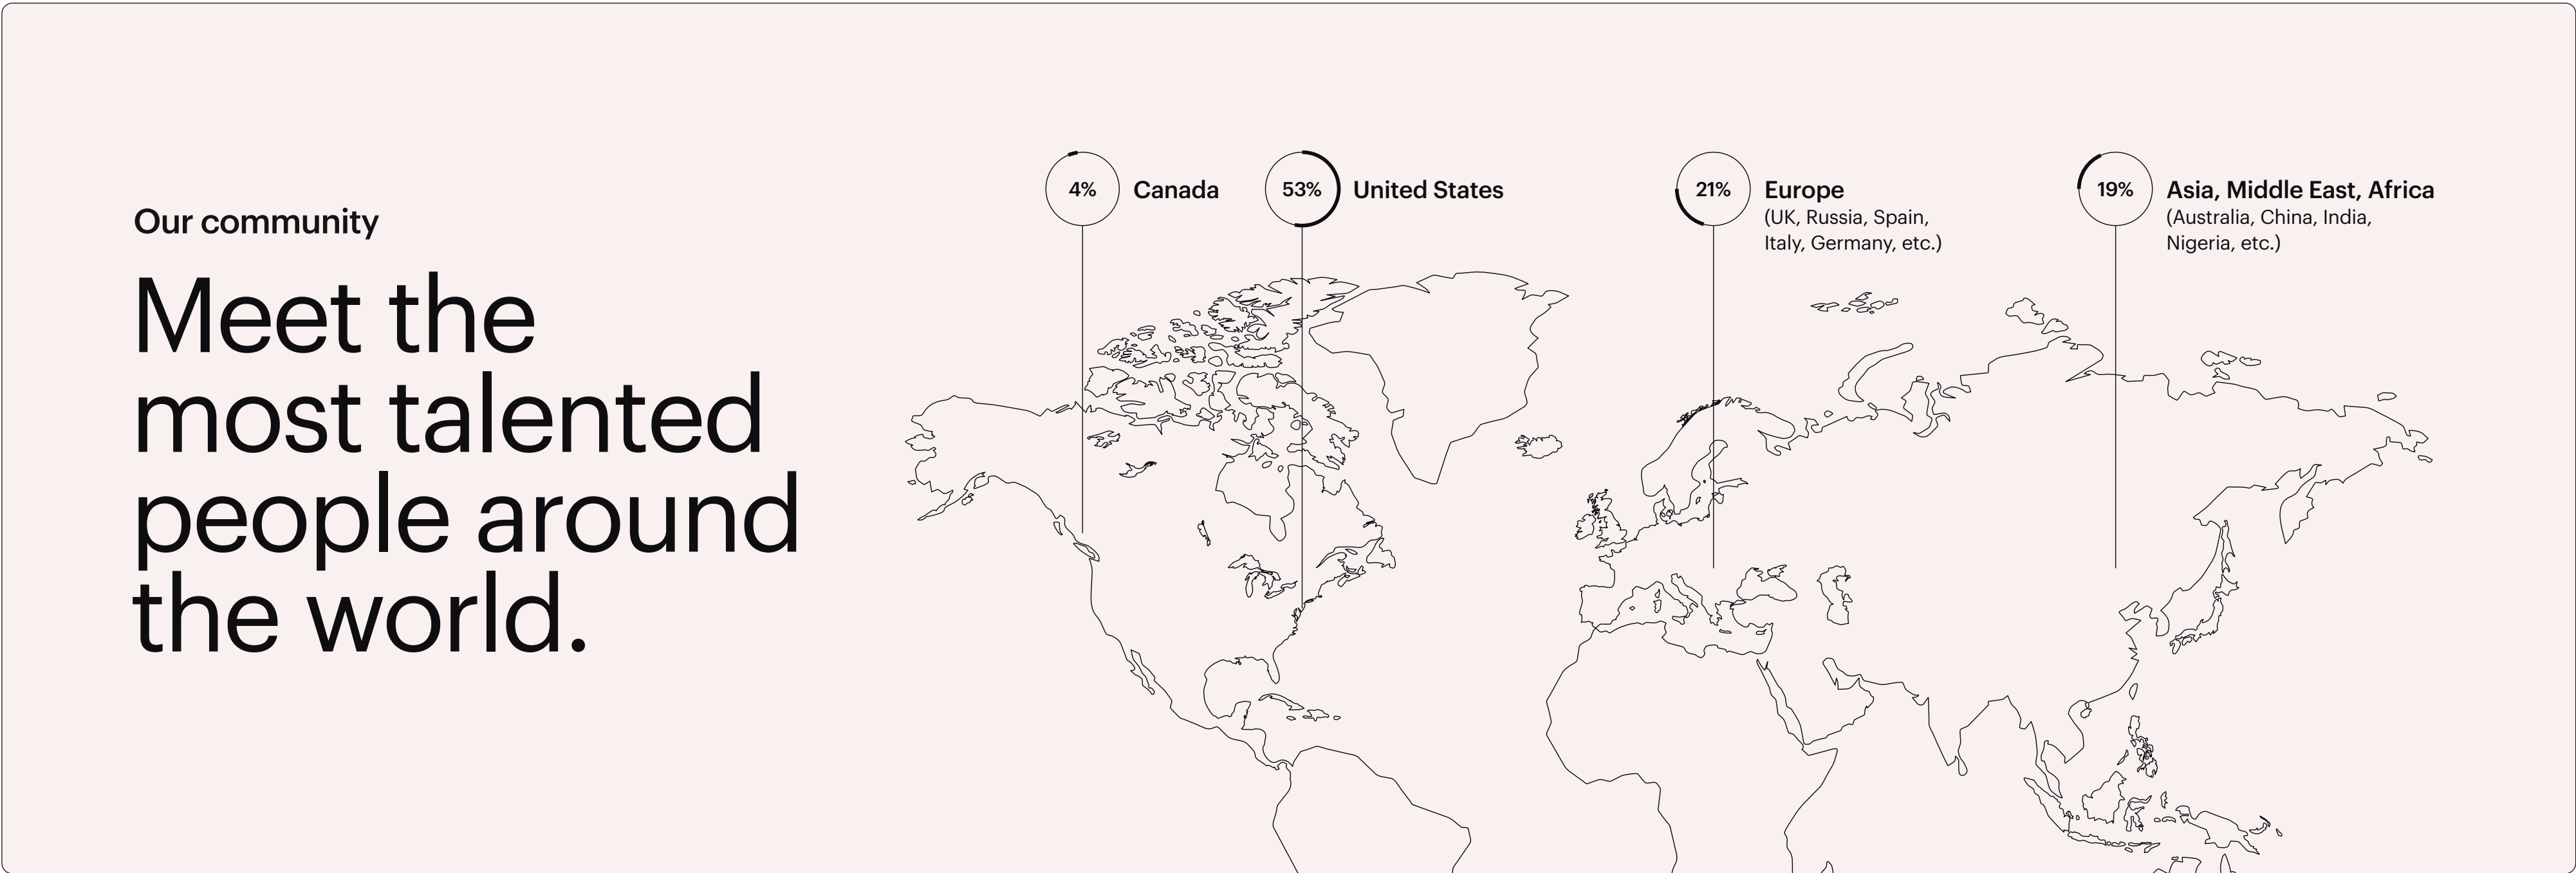 Our community
Meet the
most talented
people around
the world.
4%
Canada
53%
United States
21%
Europe
(UK, Russia, Spain,
Italy, Germany, etc.)
19%
Asia, Middle East, Africa
(Australia, China, India,
Nigeria, etc.)